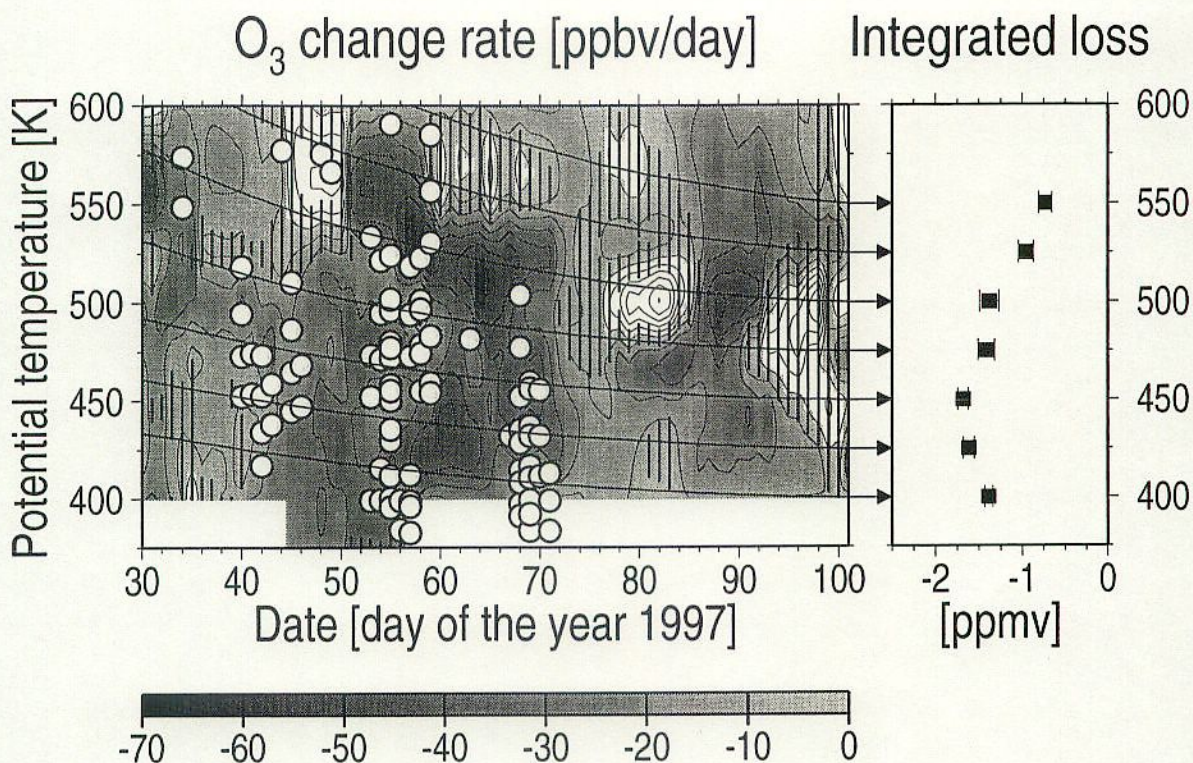 O3 change rate [ppbv/day]
Integrated loss
Potential temperature [K]
600
550
500
450
400
600
550
500
450
400
30 40 50 60 70 80 90 100
-2 -1 0
Date [day of the year 1997]
[ppmv]
-70 -60 -50 -40 -30 -20 -10 0